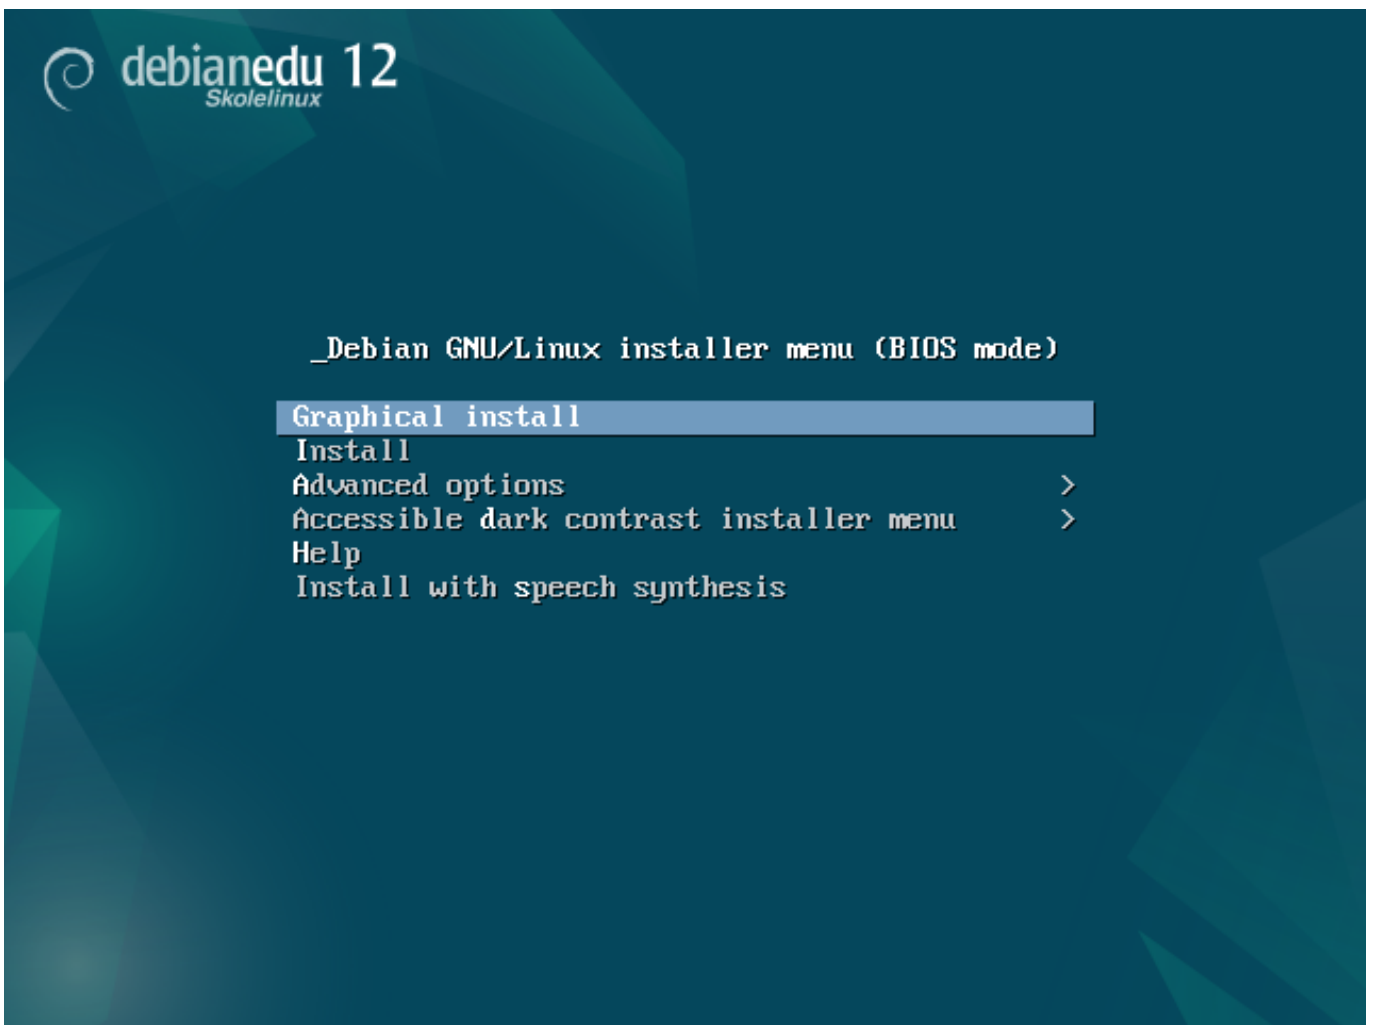 debianedu 12
Skolelinux
_Debian GNU/Linux installer menu (BIOS mode)
Graphical install
Install
Advanced options >
Accessible dark contrast installer menu >
Help
Install with speech synthesis